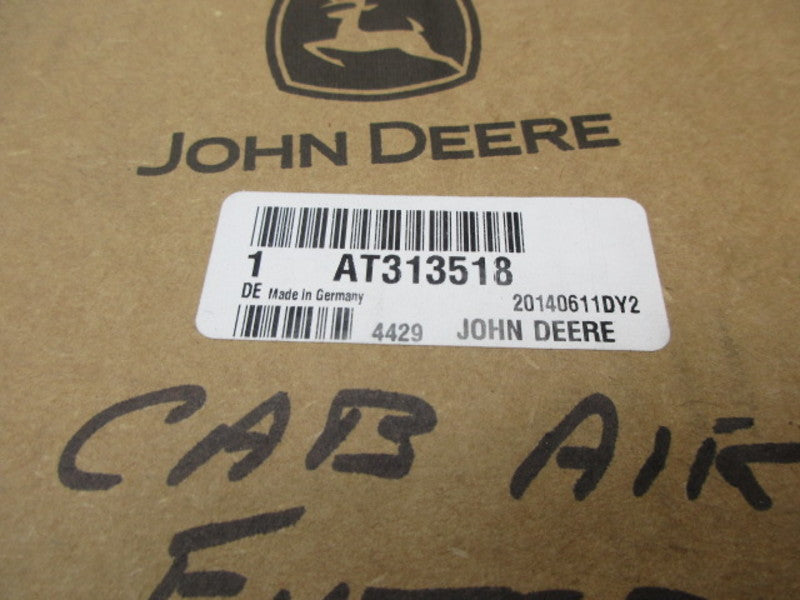 JOHN DEERE
1 AT313518
DE Made in Germany 20140611DY2
4429 JOHN DEERE
CAB AIR